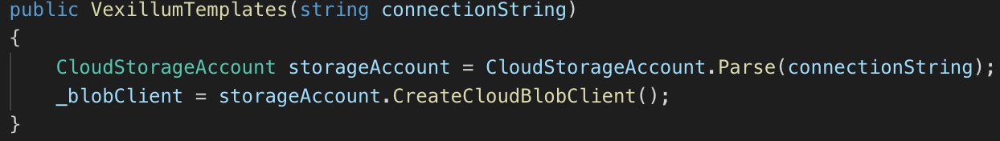 public VexillumTemplates(string connectionString)
{
    CloudStorageAccount storageAccount = CloudStorageAccount.Parse(connectionString);
    _blobClient = storageAccount.CreateCloudBlobClient();
}